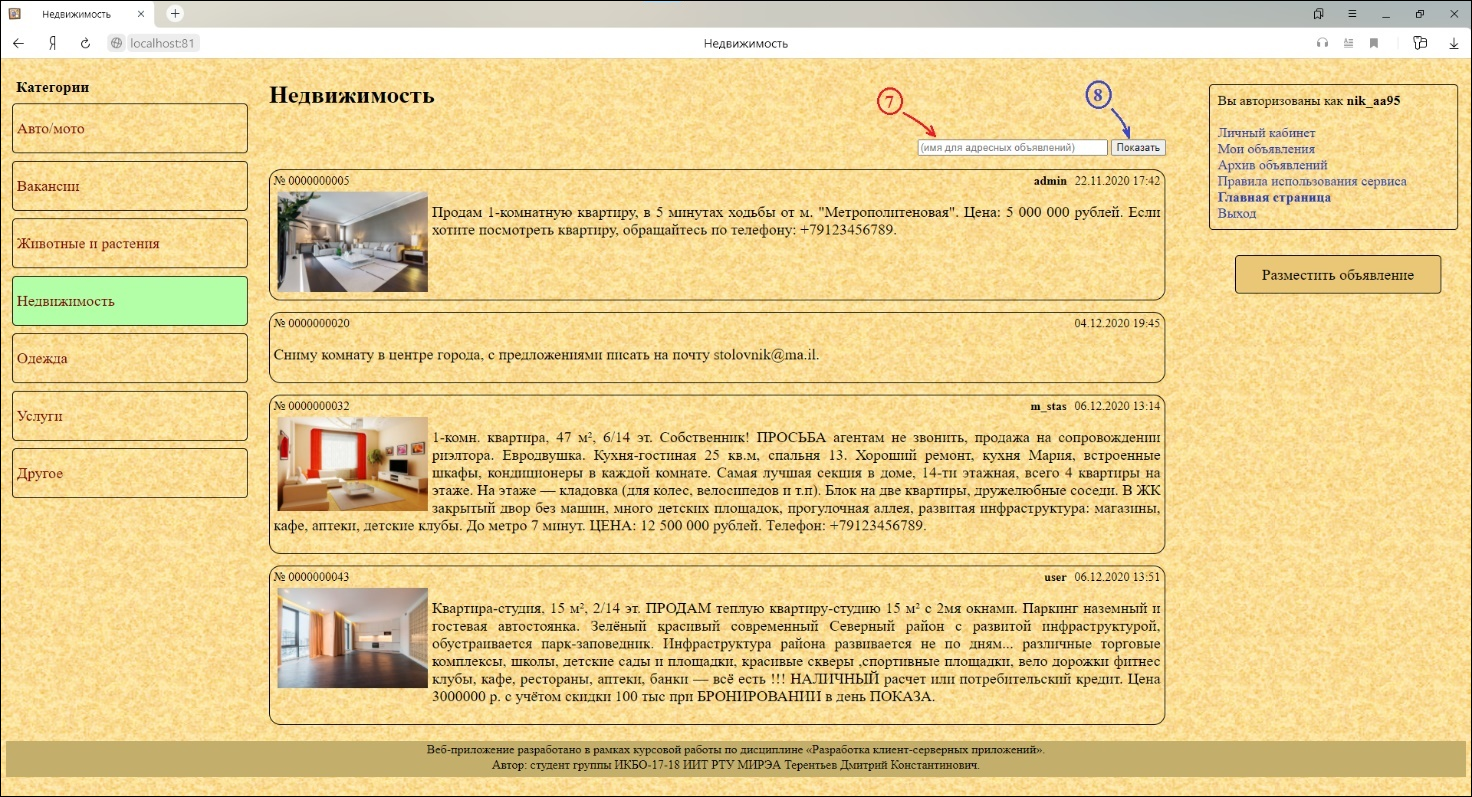 Недвижимость
localhost:81
Недвижимость
Категории
Авто/мото
Вакансии
Животные и растения
Недвижимость
Одежда
Услуги
Другое
Недвижимость
7
8
(имя для адресных объявлений)
Показать
№ 0000000005
admin 22.11.2020 17:42
Продам 1-комнатную квартиру, в 5 минутах ходьбы от м. "Метрополитеновая". Цена: 5 000 000 рублей. Если
хотите посмотреть квартиру, обращайтесь по телефону: +79123456789.
№ 0000000020
04.12.2020 19:45
Сниму комнату в центре города, с предложениями писать на почту stolovnik@ma.il.
№ 0000000032
m_stas 06.12.2020 13:14
1-комн. квартира, 47 м², 6/14 эт. Собственник! ПРОСЬБА агентам не звонить, продажа на сопровождении
риэлтора. Евродвушка. Кухня-гостиная 25 кв.м, спальня 13. Хороший ремонт, кухня Мария, встроенные
шкафы, кондиционеры в каждой комнате. Самая лучшая секция в доме, 14-ти этажная, всего 4 квартиры на
этаже. На этаже — кладовка (для колес, велосипедов и т.п). Блок на две квартиры, дружелюбные соседи. В ЖК
закрытый двор без машин, много детских площадок, прогулочная аллея, развитая инфраструктура: магазины,
кафе, аптеки, детские клубы. До метро 7 минут. ЦЕНА: 12 500 000 рублей. Телефон: +79123456789.
№ 0000000043
user 06.12.2020 13:51
Квартира-студия, 15 м², 2/14 эт. ПРОДАМ теплую квартиру-студию 15 м² с 2мя окнами. Паркинг наземный и
гостевая автостоянка. Зелёный красивый современный Северный район с развитой инфраструктурой,
обустраивается парк-заповедник. Инфраструктура района развивается не по дням... различные торговые
комплексы, школы, детские сады и площадки, красивые скверы ,спортивные площадки, вело дорожки фитнес
клубы, кафе, рестораны, аптеки, банки — всё есть !!! НАЛИЧНЫЙ расчет или потребительский кредит. Цена
3000000 р. с учётом скидки 100 тыс при БРОНИРОВАНИИ в день ПОКАЗА.
Вы авторизованы как nik_aa95
Личный кабинет
Мои объявления
Архив объявлений
Правила использования сервиса
Главная страница
Выход
Разместить объявление
Веб-приложение разработано в рамках курсовой работы по дисциплине «Разработка клиент-серверных приложений».
Автор: студент группы ИКБО-17-18 ИИТ РТУ МИРЭА Терентьев Дмитрий Константинович.